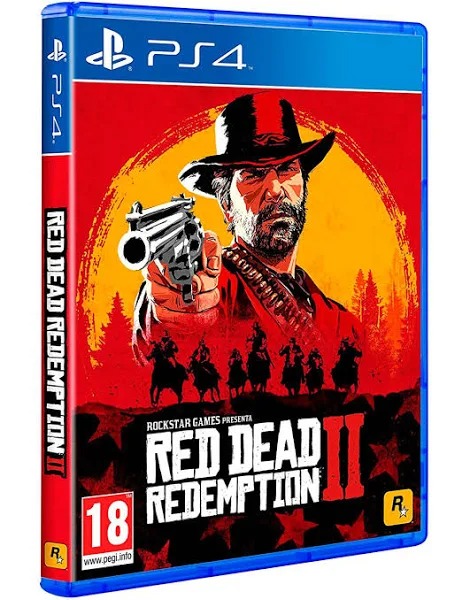 PS4
PS4
RED DEAD REDEMPTION II
ROCKSTAR GAMES PRESENTA
RED DEAD
REDEMPTION II
18
www.pegi.info
R
R